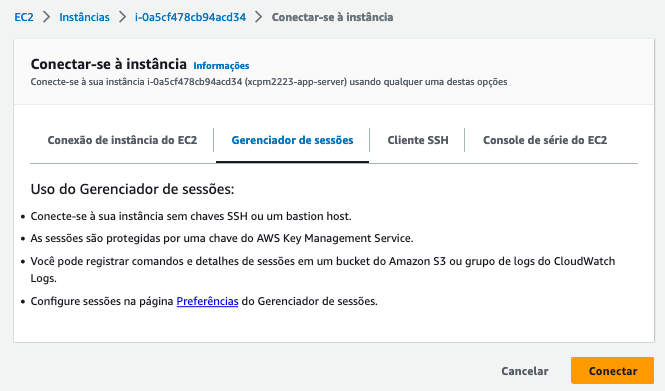 EC2 > Instâncias > i-0a5cf478cb94acd34 > Conectar-se à instância
Conectar-se à instância Informações
Conecte-se à sua instância i-0a5cf478cb94acd34 (xcpm2223-app-server) usando qualquer uma destas opções
Conexão de instância do EC2 | Gerenciador de sessões | Cliente SSH | Console de série do EC2
Uso do Gerenciador de sessões:
• Conecte-se à sua instância sem chaves SSH ou um bastion host.
• As sessões são protegidas por uma chave do AWS Key Management Service.
• Você pode registrar comandos e detalhes de sessões em um bucket do Amazon S3 ou grupo de logs do CloudWatch
Logs.
• Configure sessões na página Preferências do Gerenciador de sessões.
Cancelar Conectar